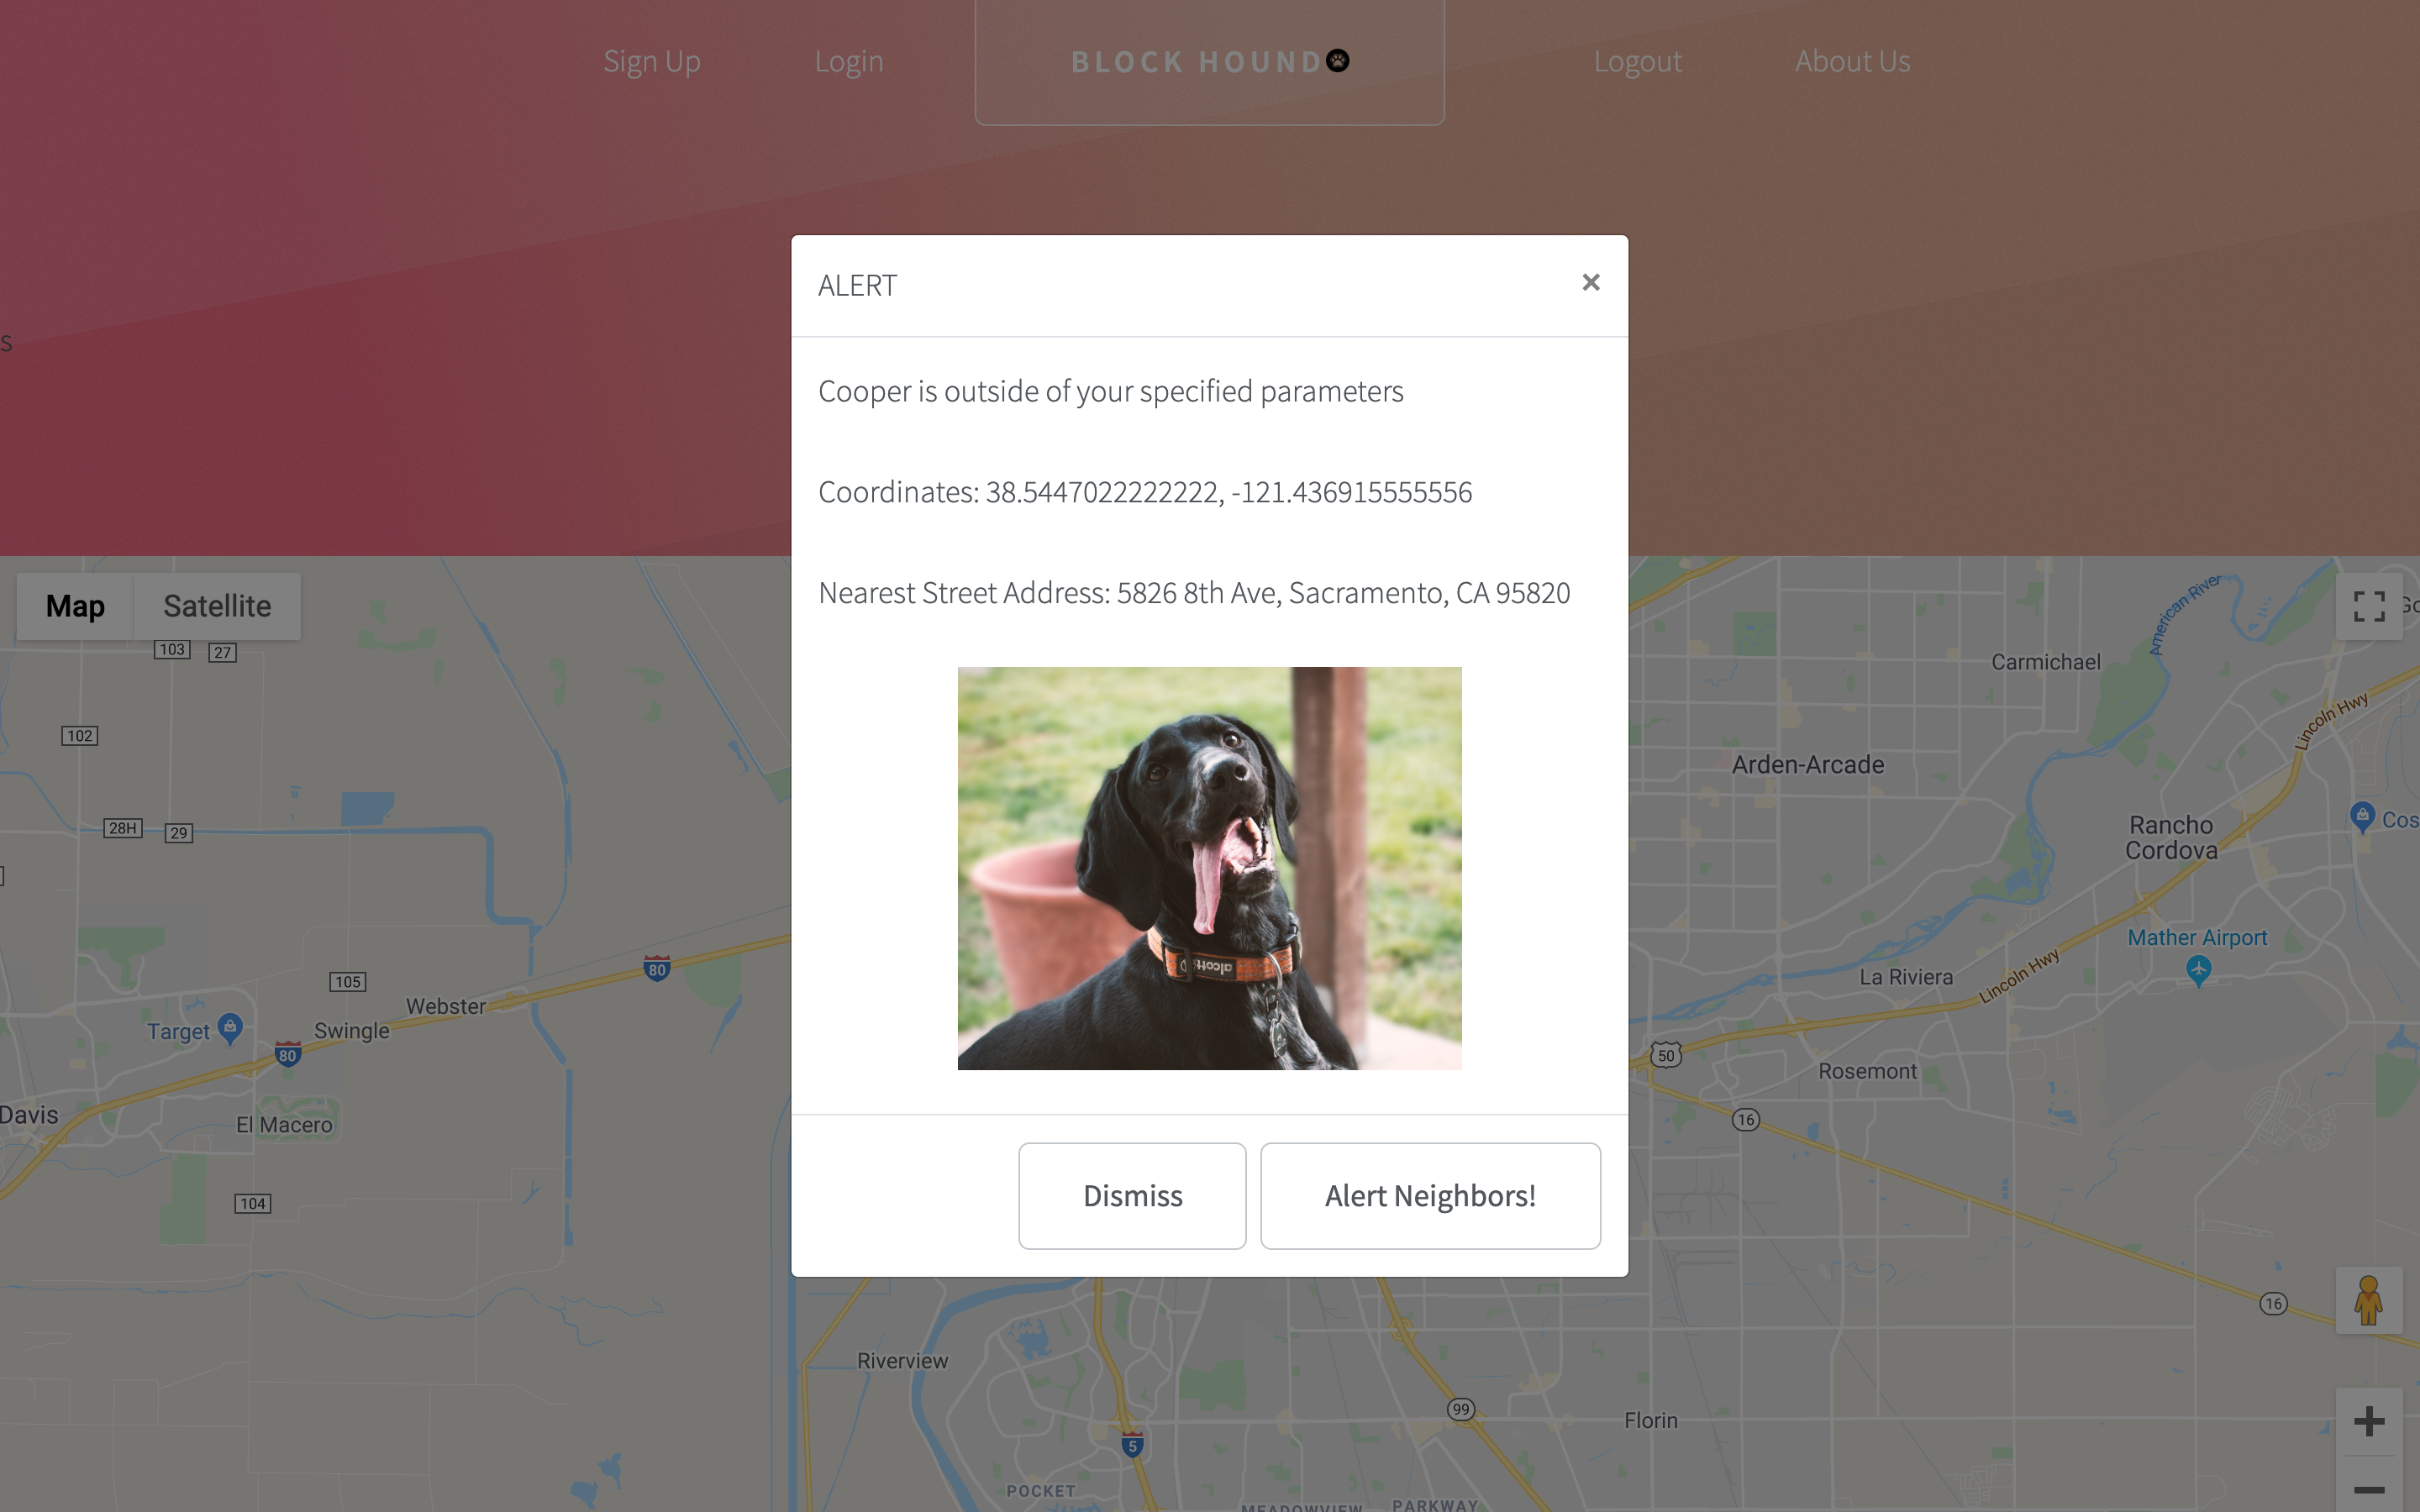 Sign Up
Login
BLOCK HOUND
Logout
About Us
s
ALERT
×
Cooper is outside of your specified parameters
Coordinates: 38.5447022222222, -121.436915555556
Nearest Street Address: 5826 8th Ave, Sacramento, CA 95820
alcott
Dismiss
Alert Neighbors!
Map
Satellite
103
27
102
28H
29
105
Webster
80
Target
Swingle
80
Davis
El Macero
104
American River
Go
Carmichael
Lincoln Hwy
Arden-Arcade
Cos
Rancho
Cordova
Mather Airport
La Riviera
Lincoln Hwy
50
Rosemont
16
16
Riverview
99
Florin
5
POCKET
MEADOWVIEW
PARKWAY